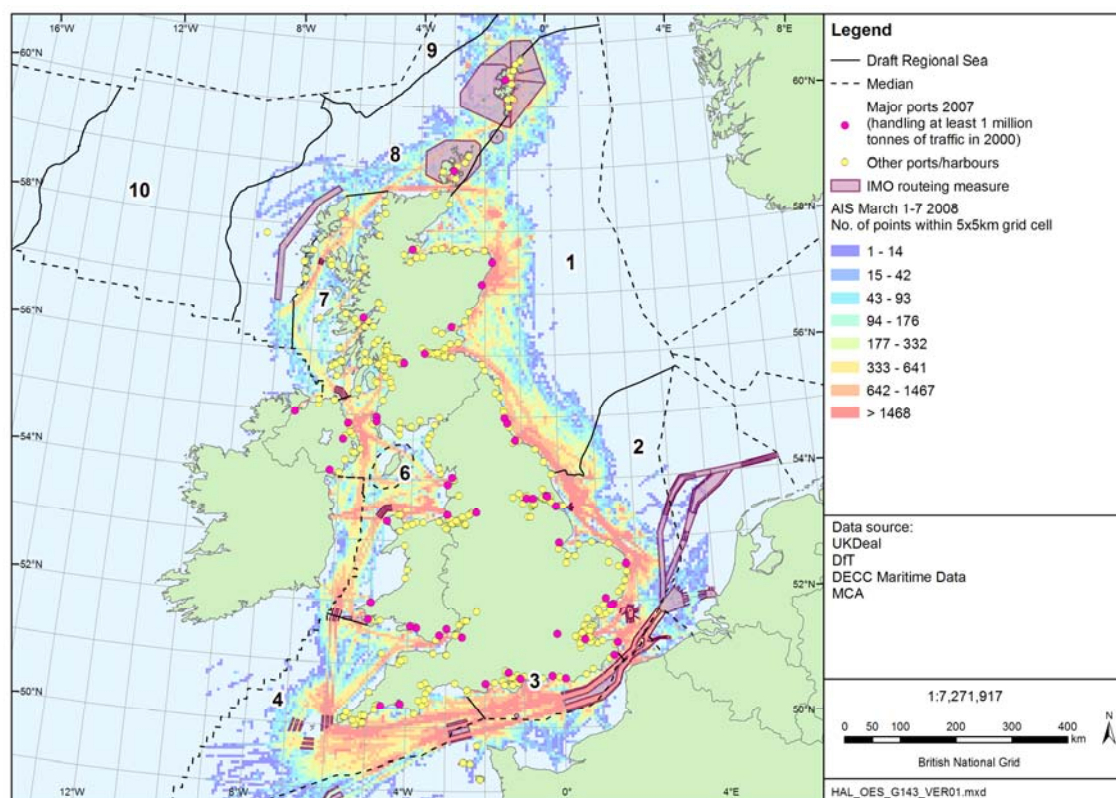 16°W
12°W
8°W
4°W
0°
4°E
8°E
60°N
60°N
58°N
58°N
56°N
56°N
54°N
54°N
52°N
52°N
50°N
50°N
12°W
8°W
4°W
0°
4°E
9
8
10
1
7
2
6
3
4
Legend
Draft Regional Sea
Median
Major ports 2007
(handling at least 1 million
tonnes of traffic in 2000)
Other ports/harbours
IMO routeing measure
AIS March 1-7 2008
No. of points within 5x5km grid cell
1 - 14
15 - 42
43 - 93
94 - 176
177 - 332
333 - 641
642 - 1467
> 1468
Data source:
UKDeal
DfT
DECC Maritime Data
MCA
1:7,271,917
0 50 100 200 300 400
km
N
British National Grid
HAL_OES_G143_VER01.mxd